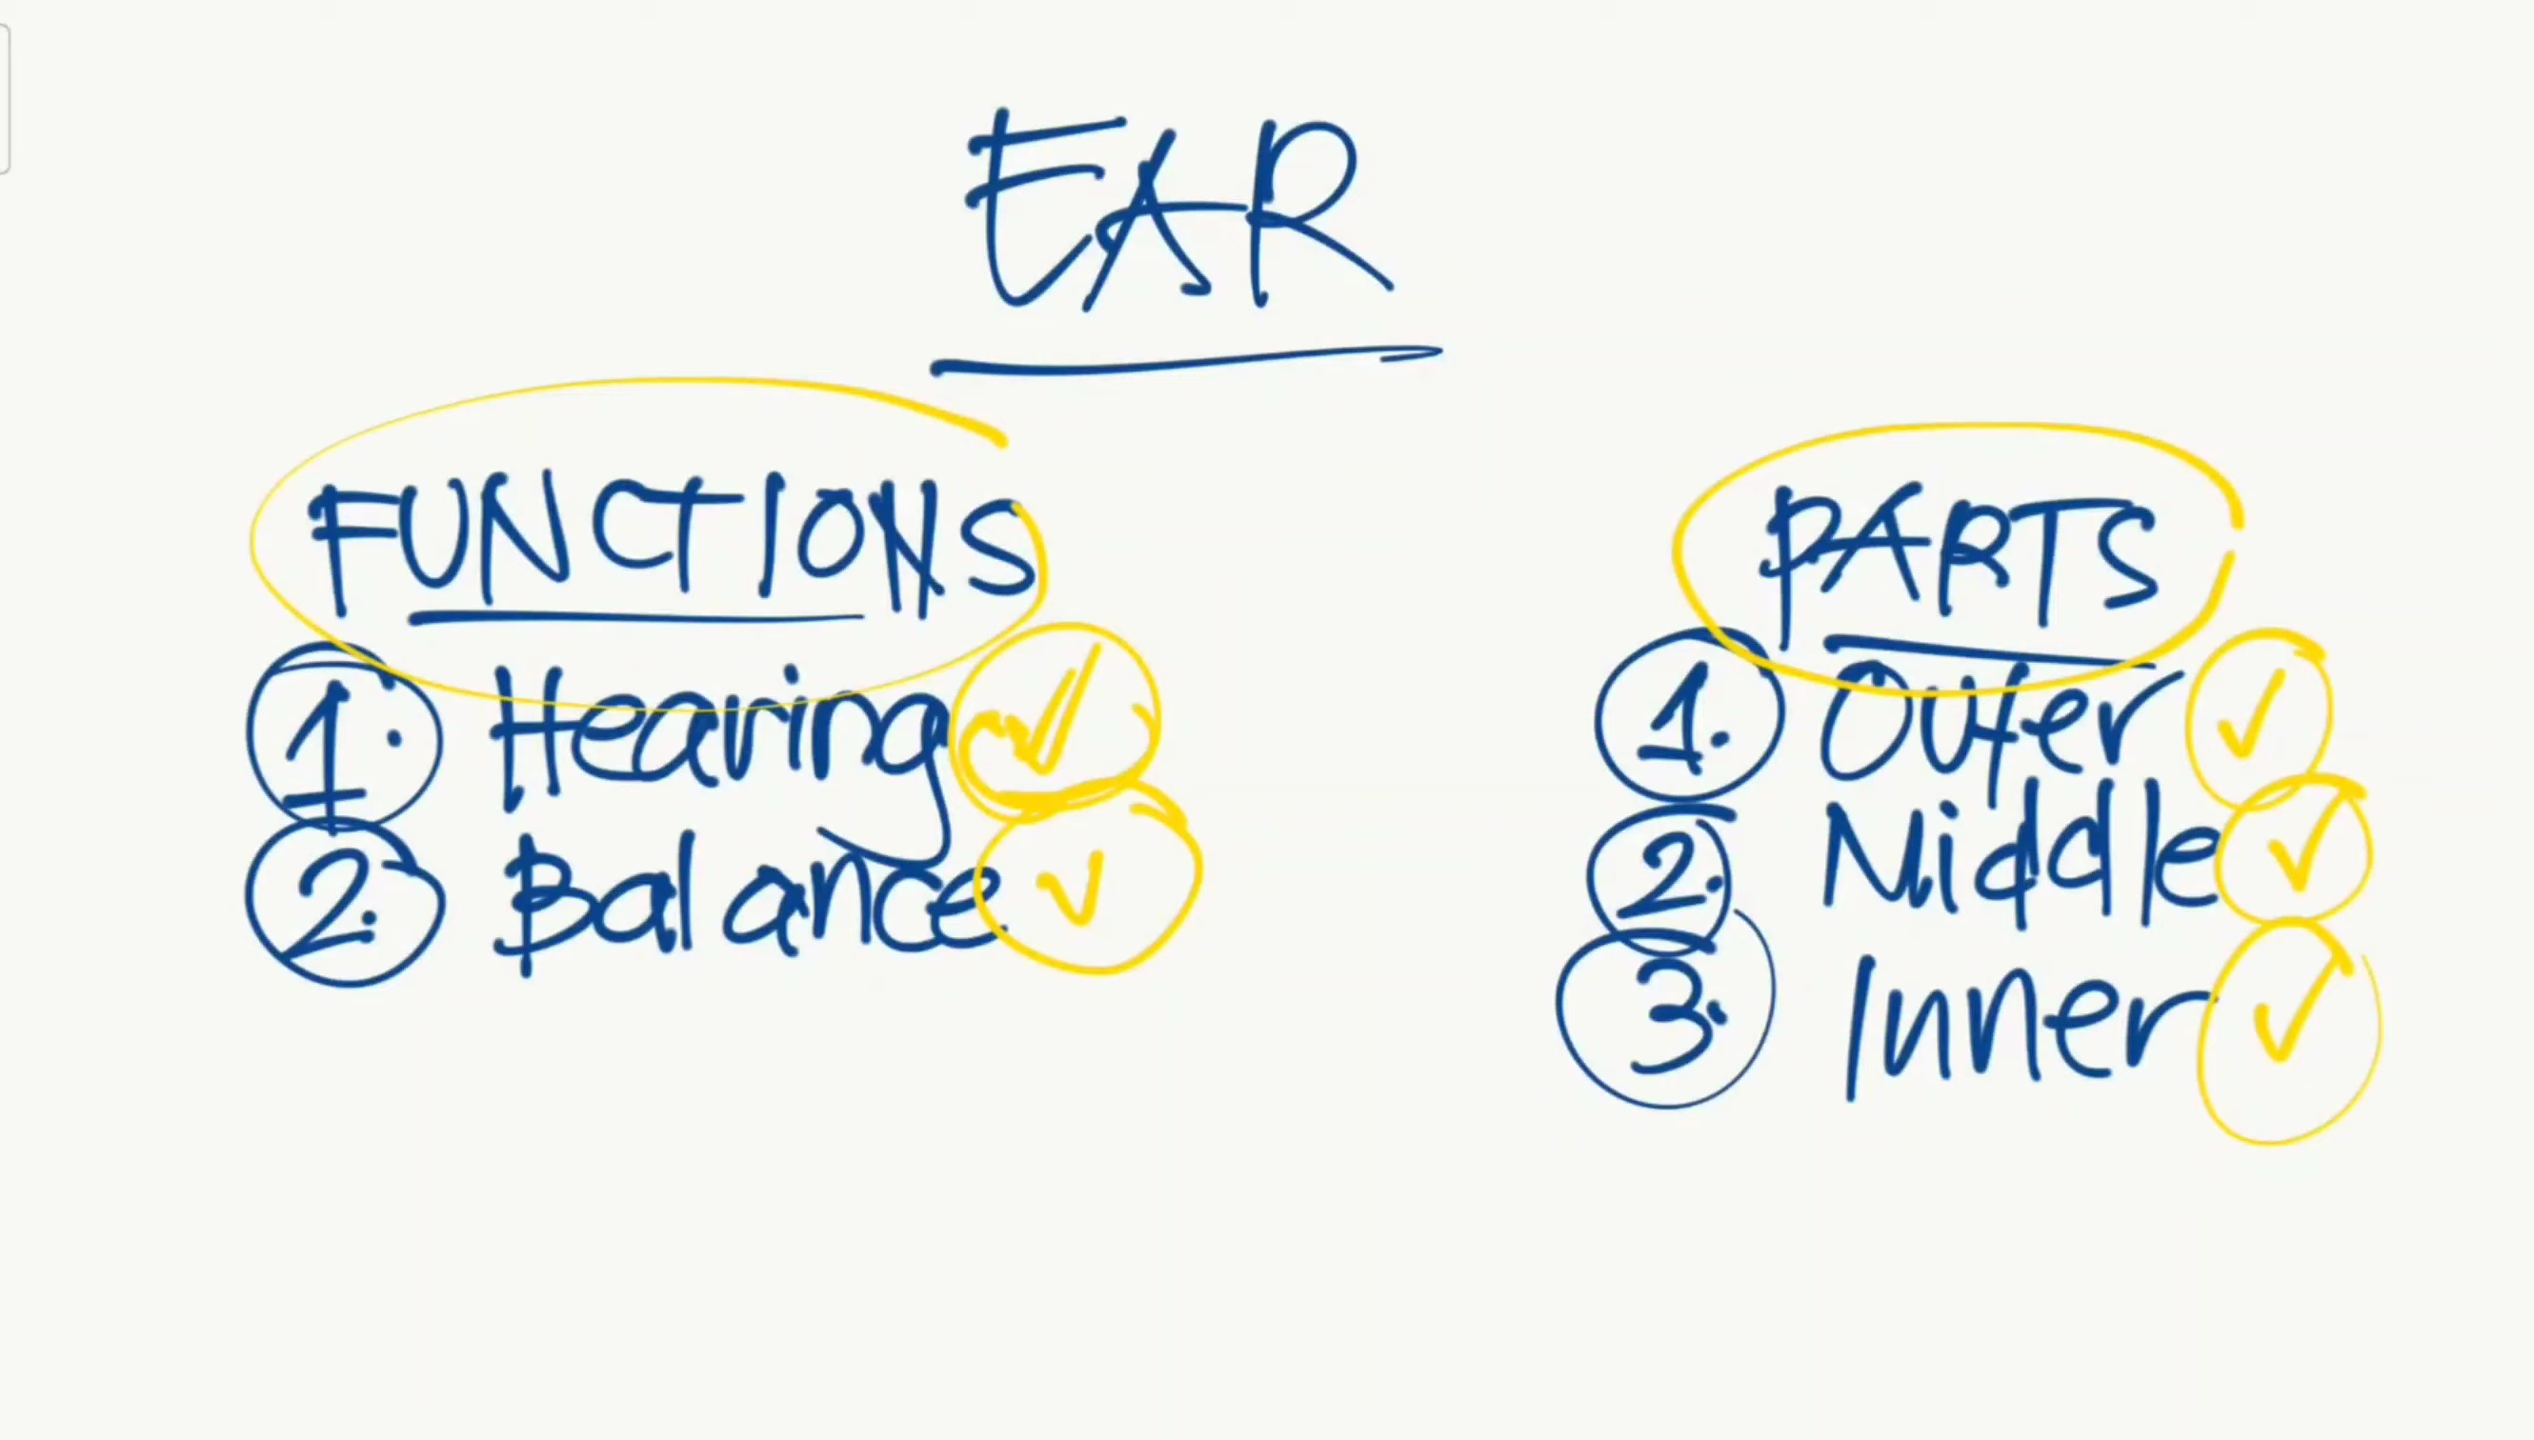 EAR
FUNCTIONS
1. Hearing
2. Balance
PARTS
1. Outer
2. Middle
3. Inner